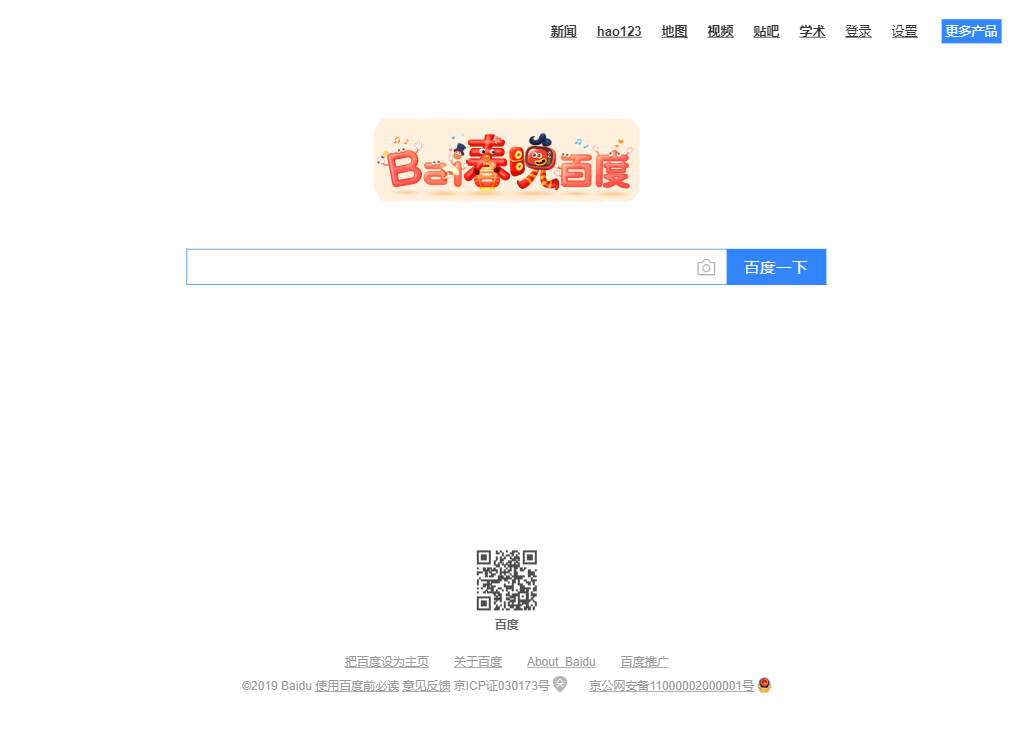 新闻 hao123 地图 视频 贴吧 学术 登录 设置 更多产品
Bai春晚百度
百度一下
百度
把百度设为主页 关于百度 About Baidu 百度推广
©2019 Baidu 使用百度前必读 意见反馈 京ICP证030173号 京公网安备11000002000001号